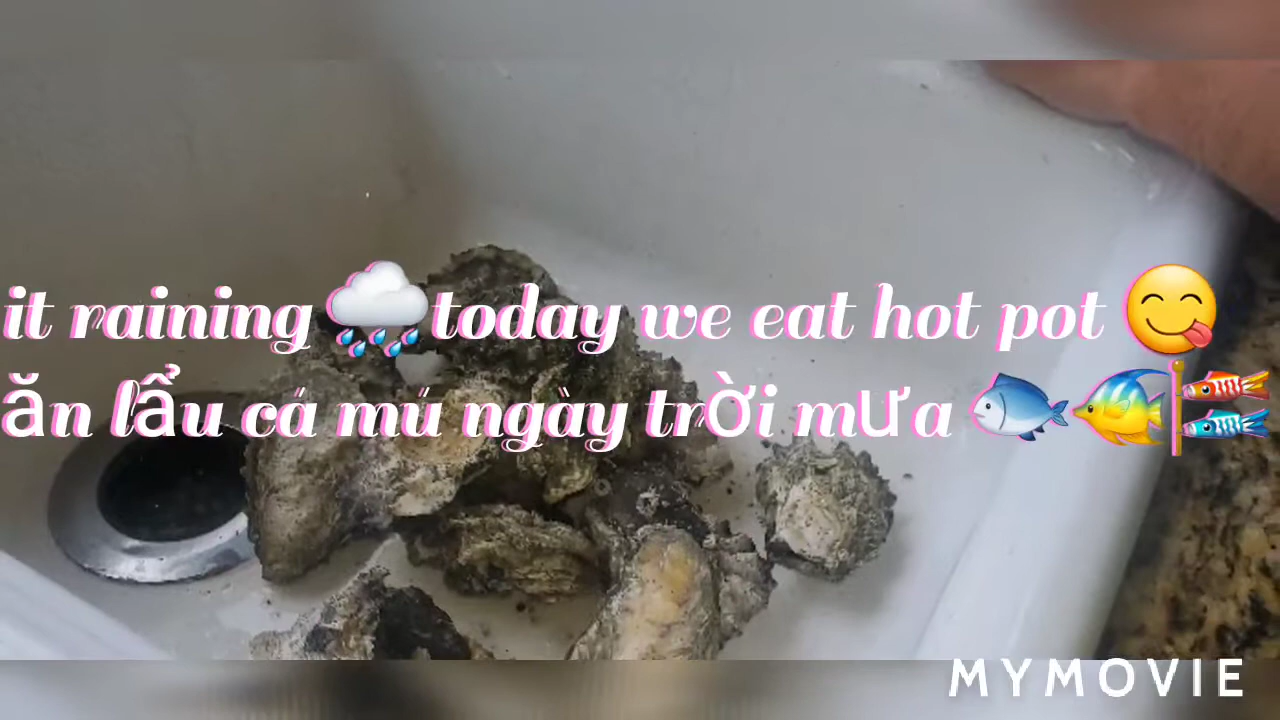 it raining 🌧️today we eat hot pot 😋
ăn lẩu cá mú ngày trời mưa 🐟🐠🎏
MYMOVIE